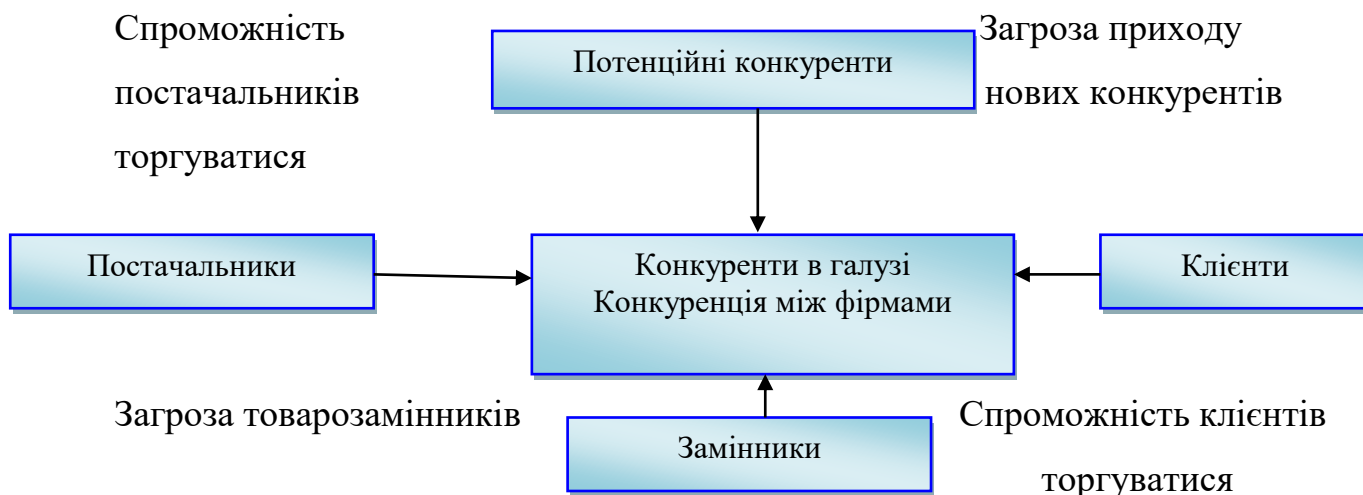 Спроможність
постачальників
торгуватися
Потенційні конкуренти
Загроза приходу
нових конкурентів
Постачальники
Конкуренти в галузі
Конкуренція між фірмами
Клієнти
Загроза товарозамінників
Замінники
Спроможність клієнтів
торгуватися